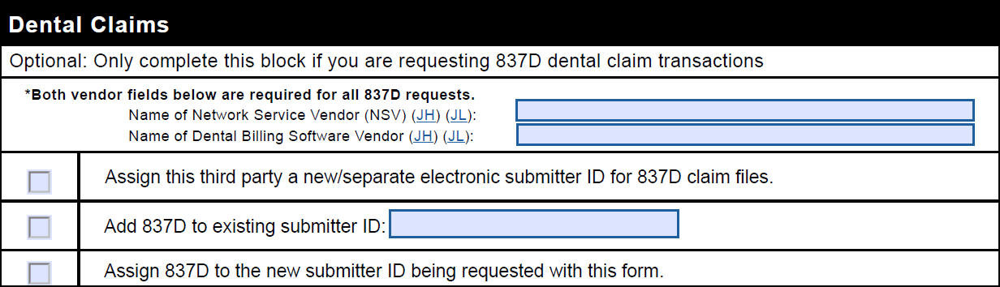 Dental Claims
Optional: Only complete this block if you are requesting 837D dental claim transactions
*Both vendor fields below are required for all 837D requests.
Name of Network Service Vendor (NSV) (JH) (JL):
Name of Dental Billing Software Vendor (JH) (JL):
Assign this third party a new/separate electronic submitter ID for 837D claim files.
Add 837D to existing submitter ID:
Assign 837D to the new submitter ID being requested with this form.